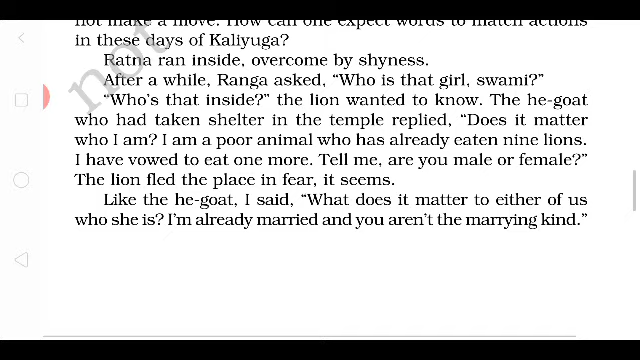 not make a move. How can one expect words to match actions
in these days of Kaliyuga?
Ratna ran inside, overcome by shyness.
After a while, Ranga asked, “Who is that girl, swami?”
“Who’s that inside?” the lion wanted to know. The he-goat
who had taken shelter in the temple replied, “Does it matter
who I am? I am a poor animal who has already eaten nine lions.
I have vowed to eat one more. Tell me, are you male or female?”
The lion fled the place in fear, it seems.
Like the he-goat, I said, “What does it matter to either of us
who she is? I’m already married and you aren’t the marrying kind.”
not